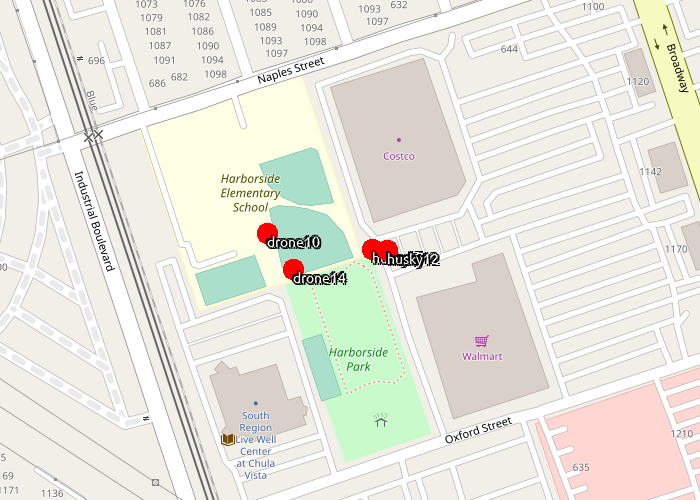 1073
1079
1081
1087
1091
1076
1082
1086
1090
1094
1098
686
682
696
1085
1089
1093
1097
1090
1094
1098
1093
1097
632
1100
644
1120
1142
1170
Broadway
Naples Street
Blue
Industrial Boulevard
Costco
Harborside
Elementary
School
drone10
drone14
husky12
Walmart
Harborside
Park
South
Region
Live Well
Center
at Chula
Vista
Oxford Street
635
1210
00
169
1171
1136